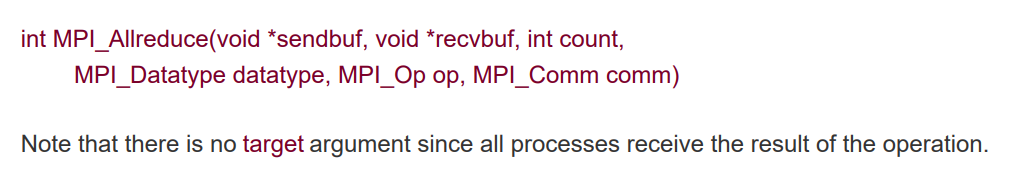 int MPI_Allreduce(void *sendbuf, void *recvbuf, int count,
MPI_Datatype datatype, MPI_Op op, MPI_Comm comm)
Note that there is no target argument since all processes receive the result of the operation.